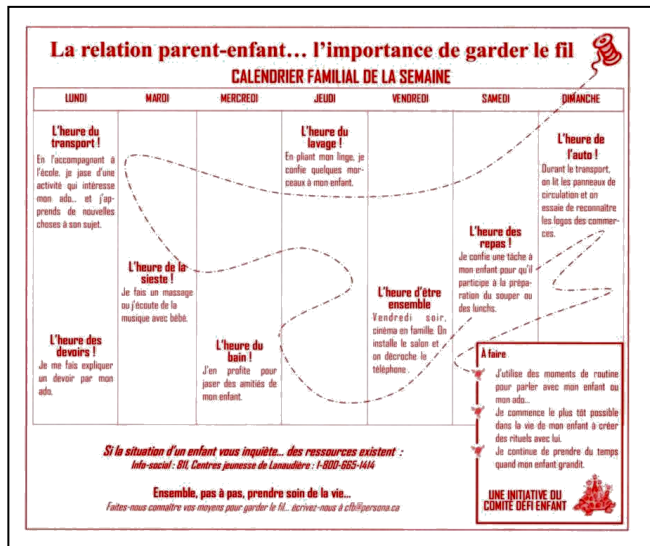 La relation parent-enfant... l'importance de garder le fil
CALENDRIER FAMILIAL DE LA SEMAINE
LUNDI
MARDI
MERCREDI
JEUDI
VENDREDI
SAMEDI
DIMANCHE
L'heure du
transport !
En l'accompagnant à
l'école, je jase d'une
activité qui intéresse
mon ado... et j'ap-
prends de nouvelles
choses à son sujet.
L'heure des
devoirs !
Je me fais expliquer
un devoir par mon
ado.
L'heure de la
sieste !
Je fais un massage
ou j'écoute de la
musique avec bébé.
L'heure du
bain !
J'en profite pour
jaser des amitiés de
mon enfant.
L'heure du
lavage !
En pliant mon linge, je
confie quelques mor-
ceaux à mon enfant.
L'heure d'être
ensemble
Vendredi soir,
cinéma en famille. On
installe le salon et on
décroche le
téléphone.
L'heure des
repas !
Je confie une tâche à
mon enfant pour qu'il
participe à la prépa-
ration du souper ou
des lunchs.
L'heure de
l'auto !
Durant le transport,
on lit les panneaux de
circulation et on
essaie de reconnaître
les logos des commer-
ces.
À faire
J'utilise des moments de routine
pour parler avec mon enfant ou
mon ado...
Je commence le plus tôt possible
dans la vie de mon enfant à créer
des rituels avec lui.
Je continue de prendre du temps
quand mon enfant grandit.
UNE INITIATIVE DU
COMITÉ DÉFI ENFANT
Si la situation d'un enfant vous inquiète... des ressources existent :
Info-social : 811, Centres jeunesse de Lanaudière : 1-800-665-1414
Ensemble, pas à pas, prendre soin de la vie...
Faites-nous connaître vos moyens pour garder le fil... écrivez-nous à cfb@persona.ca